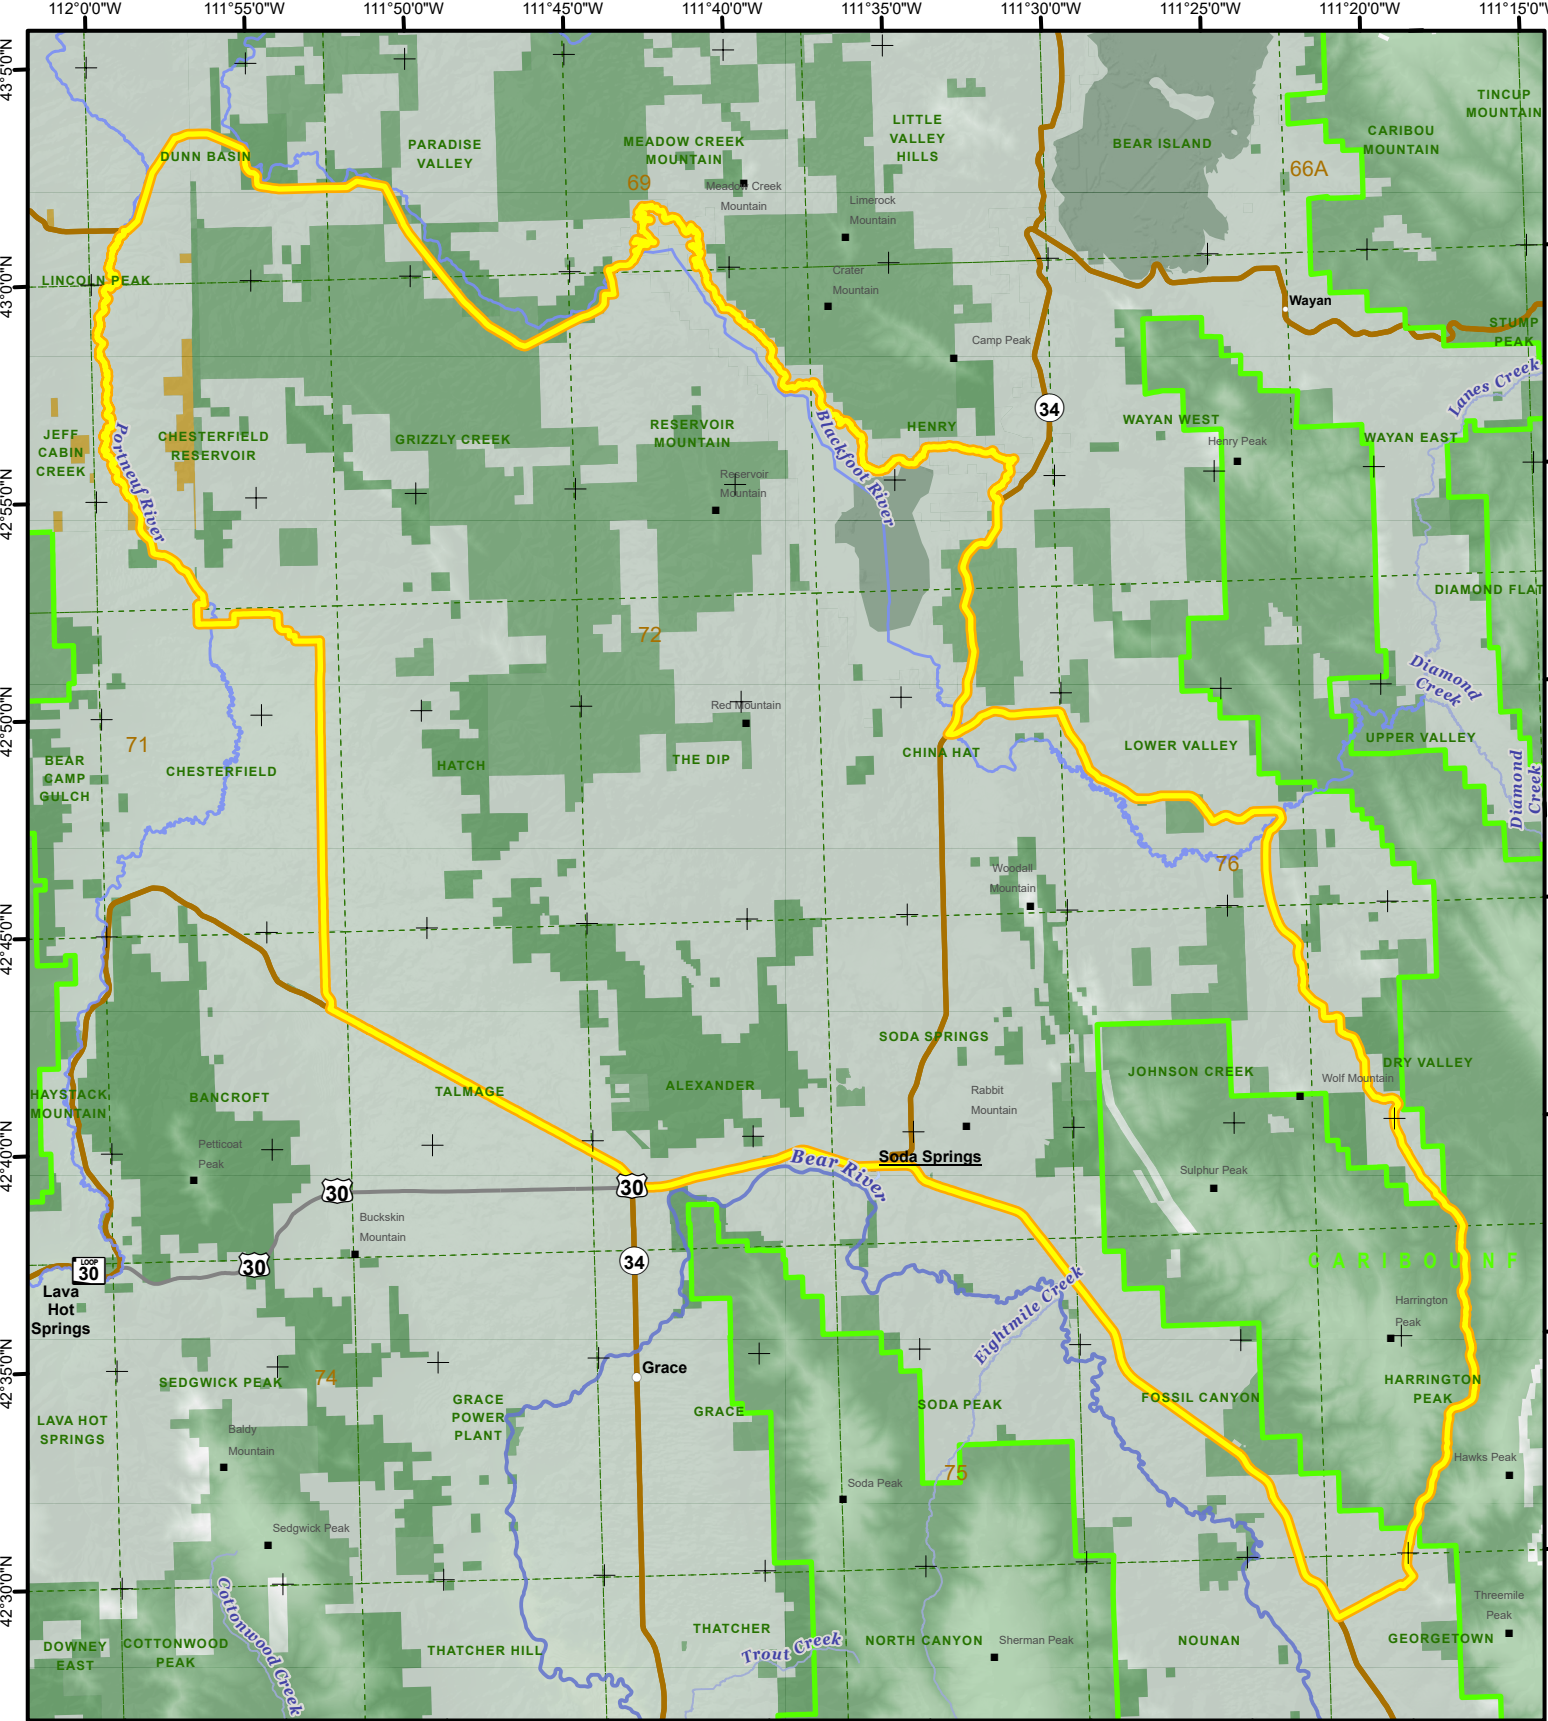 112°0'0"W
111°55'0"W
111°50'0"W
111°45'0"W
111°40'0"W
111°35'0"W
111°30'0"W
111°25'0"W
111°20'0"W
111°15'0"W
43°5'0"N
TINCUP
MOUNTAIN
LITTLE
VALLEY
HILLS
CARIBOU
MOUNTAIN
BEAR ISLAND
MEADOW CREEK
MOUNTAIN
PARADISE
VALLEY
DUNN BASIN
66A
69
Meadow Creek
Mountain
Limerock
Mountain
LINCOLN PEAK
43°0'0"N
Crater
Mountain
Wayan
STUMP
PEAK
Camp Peak
Lanes Creek
34
WAYAN WEST
HENRY
RESERVOIR
MOUNTAIN
GRIZZLY CREEK
CHESTERFIELD
RESERVOIR
JEFF
CABIN
CREEK
Henry Peak
WAYAN EAST
Portneuf River
Blackfoot River
Reservoir
Mountain
42°55'0"N
DIAMOND FLAT
72
Diamond
Creek
Red Mountain
42°50'0"N
71
BEAR
CAMP
GULCH
CHESTERFIELD
HATCH
THE DIP
CHINA HAT
LOWER VALLEY
UPPER VALLEY
Diamond
Creek
76
Woodall
Mountain
42°45'0"N
SODA SPRINGS
JOHNSON CREEK
DRY VALLEY
Wolf Mountain
HAYSTACK
MOUNTAIN
BANCROFT
TALMAGE
ALEXANDER
Rabbit
Mountain
Petticoat
Peak
42°40'0"N
Bear River
Soda Springs
Sulphur Peak
30
30
Buckskin
Mountain
30
34
LOOP
30
Lava
Hot
Springs
CARIBOU NF
Eightmile Creek
Harrington
Peak
42°35'0"N
Grace
74
SEDGWICK PEAK
LAVA HOT
SPRINGS
GRACE
POWER
PLANT
GRACE
SODA PEAK
FOSSIL CANYON
HARRINGTON
PEAK
Baldy
Mountain
Hawks Peak
75
Soda Peak
Sedgwick Peak
42°30'0"N
Cottonwood Creek
Threemile
Peak
DOWNEY
EAST
COTTONWOOD
PEAK
THATCHER HILL
THATCHER
Trout Creek
NORTH CANYON
Sherman Peak
NOUNAN
GEORGETOWN